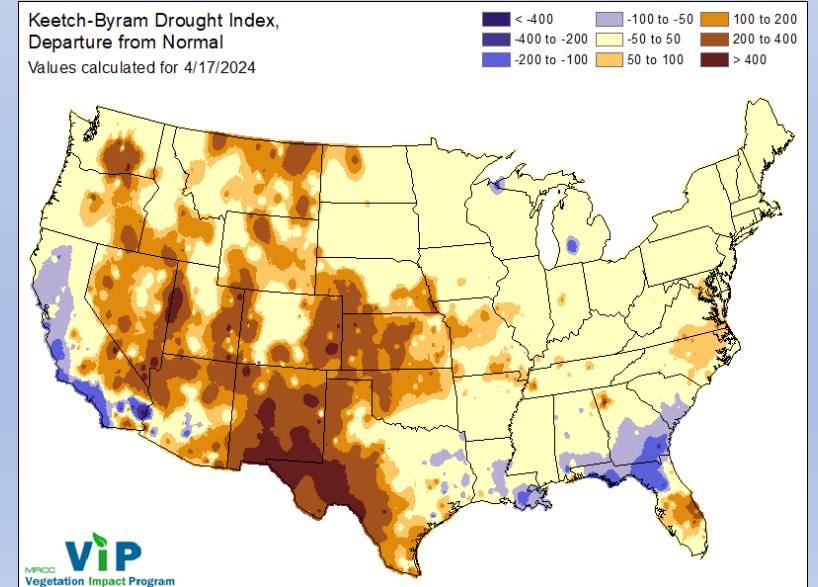 Keetch-Byram Drought Index,
Departure from Normal
Values calculated for 4/17/2024
< -400
-400 to -200
-200 to -100
-100 to -50
-50 to 50
50 to 100
100 to 200
200 to 400
> 400
MRCC
ViP
Vegetation Impact Program